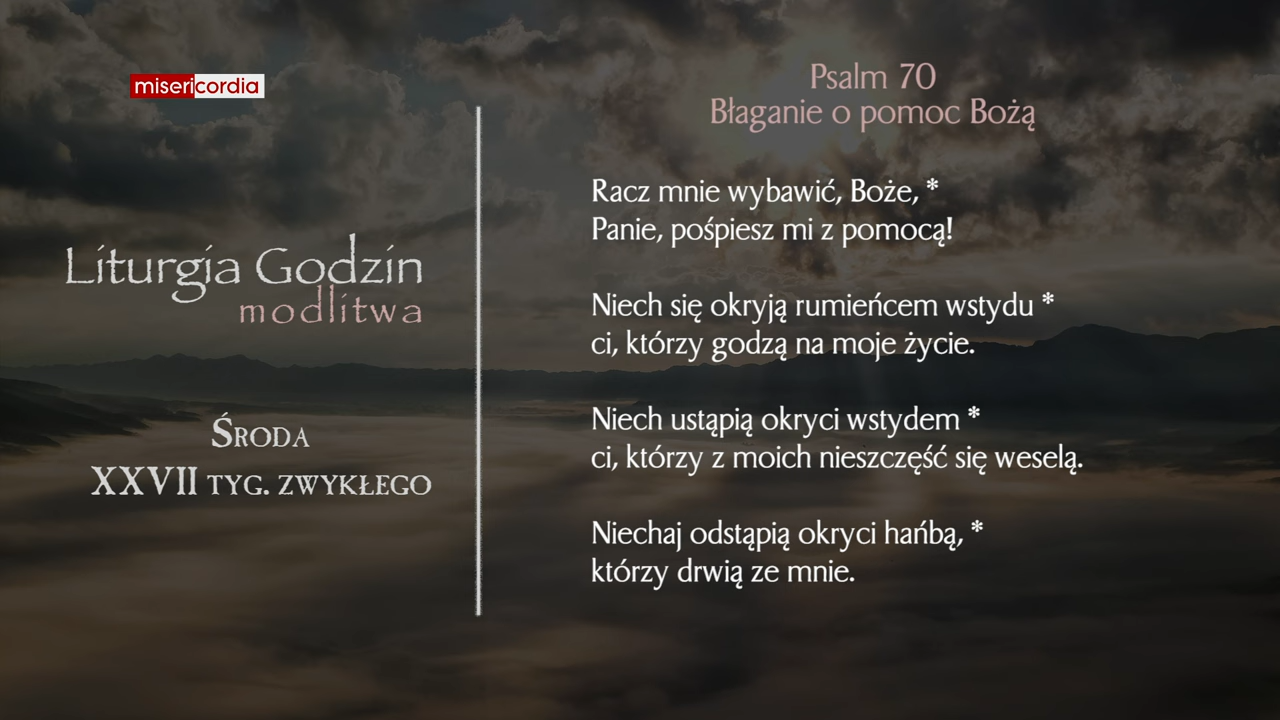 misericordia
Liturgia Godzin
modlitwa
Środa
XXVII tyg. zwykłego
Psalm 70
Błaganie o pomoc Bożą
Racz mnie wybawić, Boże, *
Panie, pośpiesz mi z pomocą!
Niech się okryją rumieńcem wstydu *
ci, którzy godzą na moje życie.
Niech ustąpią okryci wstydem *
ci, którzy z moich nieszczęść się weselą.
Niechaj odstąpią okryci hańbą, *
którzy drwią ze mnie.